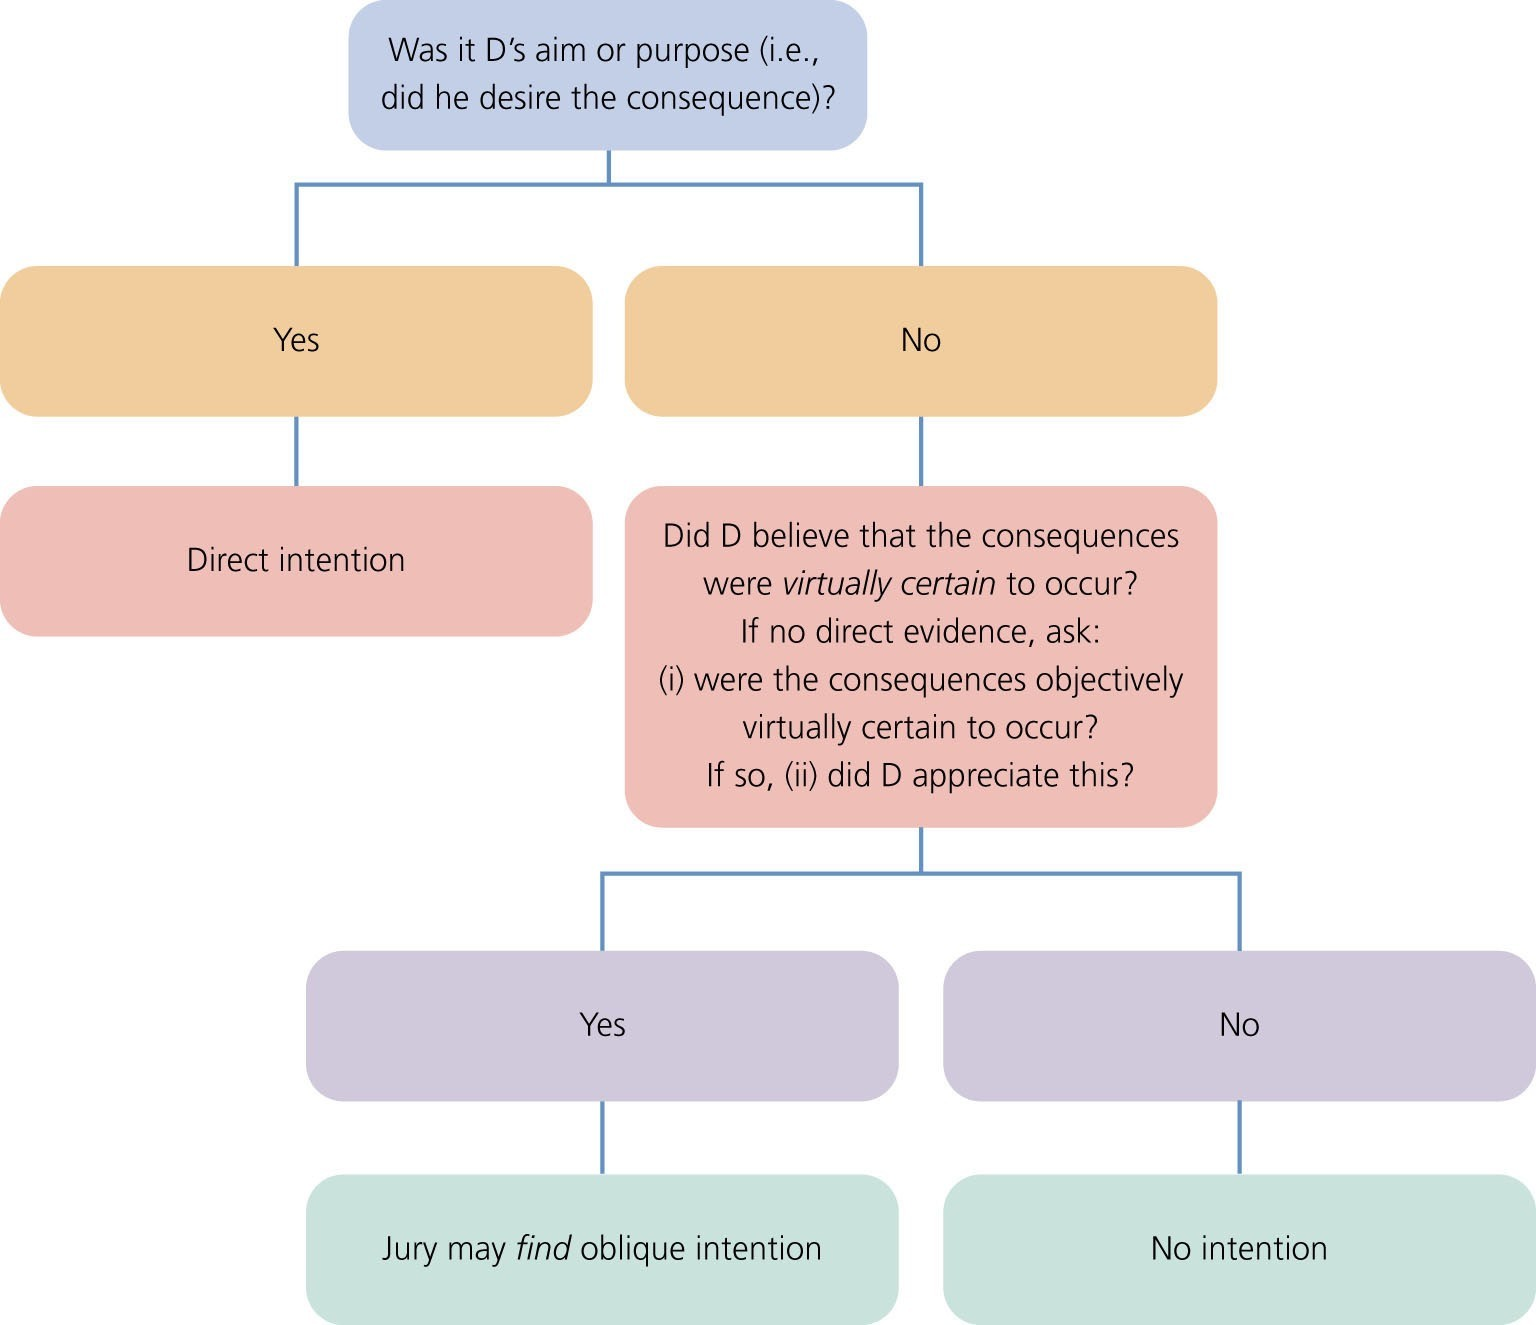 Was it D’s aim or purpose (i.e.,
did he desire the consequence)?
Yes
No
Direct intention
Did D believe that the consequences
were virtually certain to occur?
If no direct evidence, ask:
(i) were the consequences objectively
virtually certain to occur?
If so, (ii) did D appreciate this?
Yes
No
Jury may find oblique intention
No intention